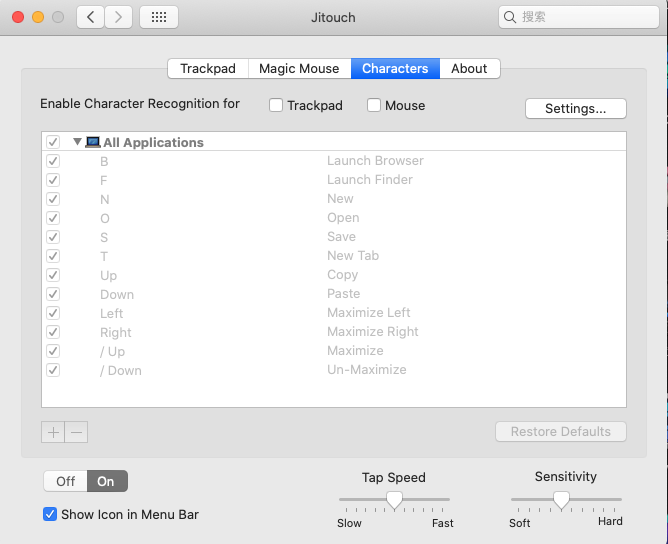 Jitouch
搜索
Trackpad Magic Mouse Characters About
Enable Character Recognition for Trackpad Mouse Settings...
All Applications
B Launch Browser
F Launch Finder
N New
O Open
S Save
T New Tab
Up Copy
Down Paste
Left Maximize Left
Right Maximize Right
/ Up Maximize
/ Down Un-Maximize
+ − Restore Defaults
Off On Tap Speed Sensitivity
Show Icon in Menu Bar Slow Fast Soft Hard